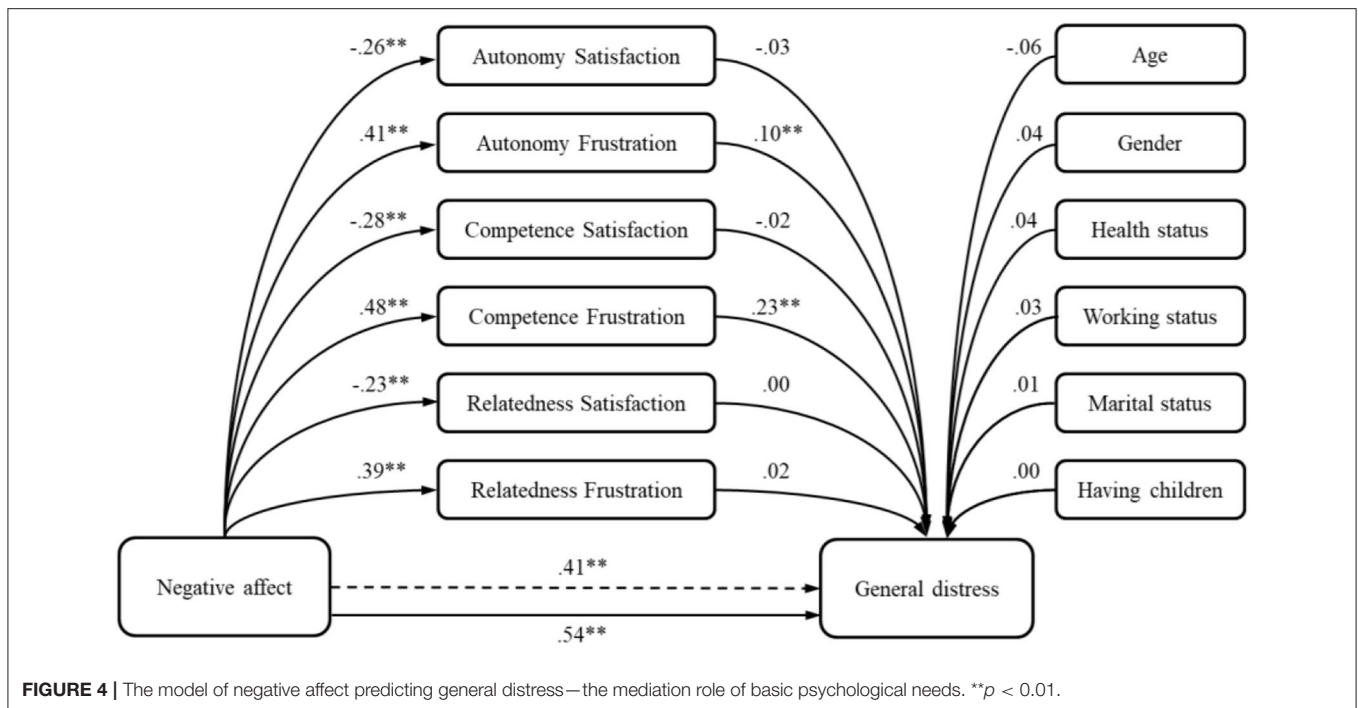 -.26** Autonomy Satisfaction -.03 -.06 Age
.41** Autonomy Frustration .10** .04 Gender
-.28** Competence Satisfaction -.02 .04 Health status
.48** Competence Frustration .23** .03 Working status
-.23** Relatedness Satisfaction .00 .01 Marital status
.39** Relatedness Frustration .02 .00 Having children
Negative affect .41** General distress
.54**
FIGURE 4 | The model of negative affect predicting general distress—the mediation role of basic psychological needs. **p < 0.01.